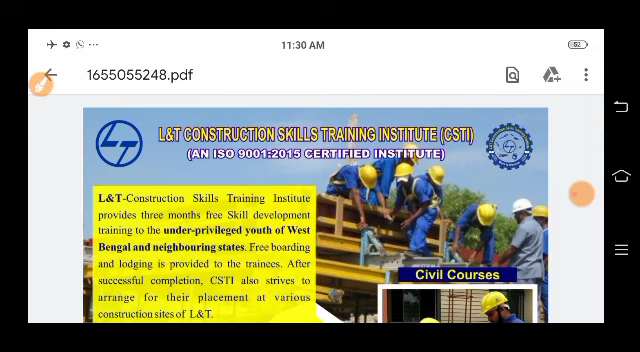 11:30 AM
52
1655055248.pdf
L&T CONSTRUCTION SKILLS TRAINING INSTITUTE (CSTI)
(AN ISO 9001:2015 CERTIFIED INSTITUTE)
L&T-Construction Skills Training Institute
provides three months free Skill development
training to the under-privileged youth of West
Bengal and neighbouring states. Free boarding
and lodging is provided to the trainees. After
successful completion, CSTI also strives to
arrange for their placement at various
construction sites of L&T.
Civil Courses